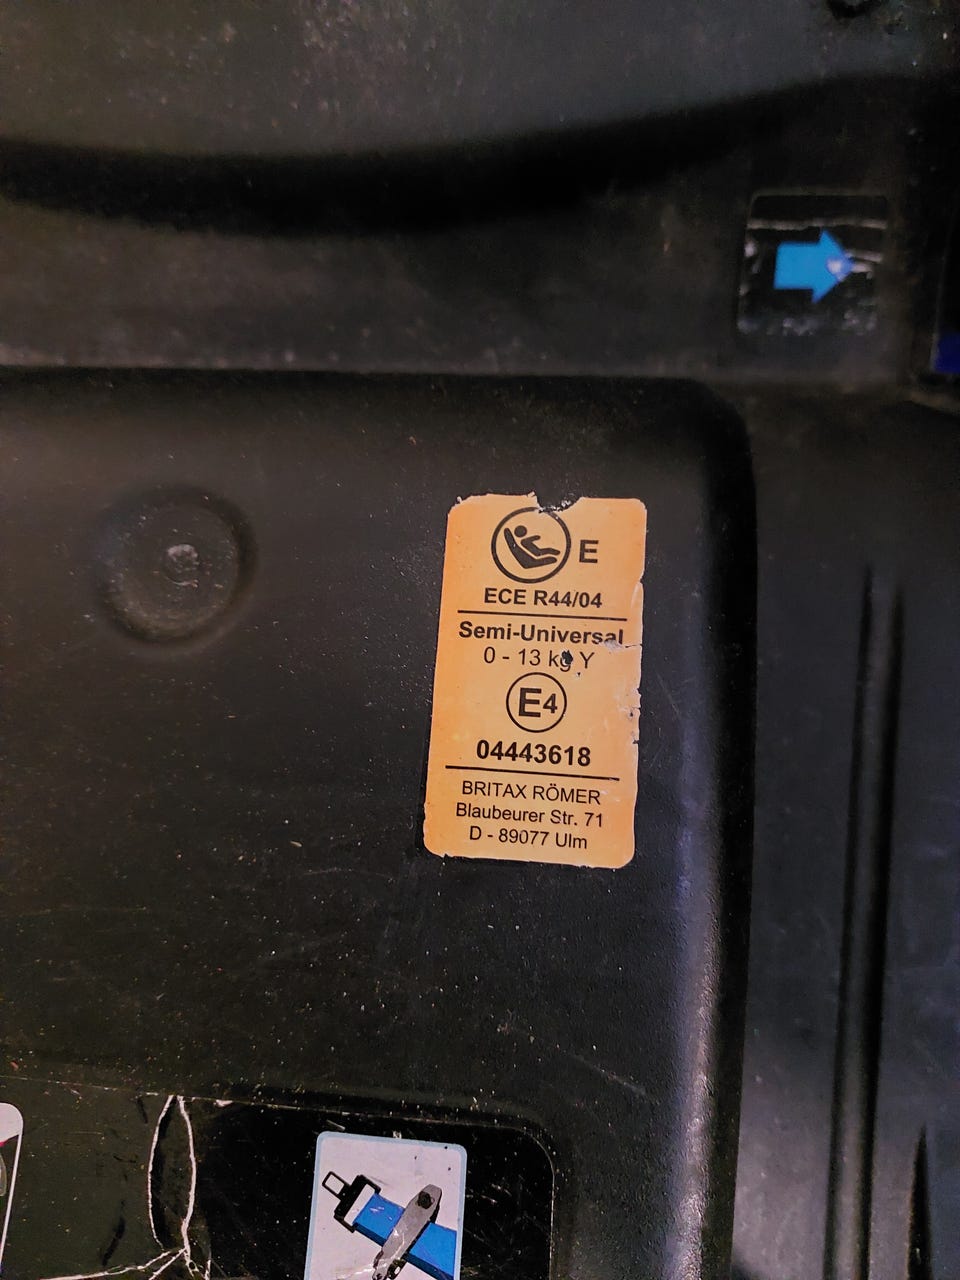 E
ECE R44/04
Semi-Universal
0 - 13 kg Y
E4
04443618
BRITAX RÖMER
Blaubeurer Str. 71
D - 89077 Ulm